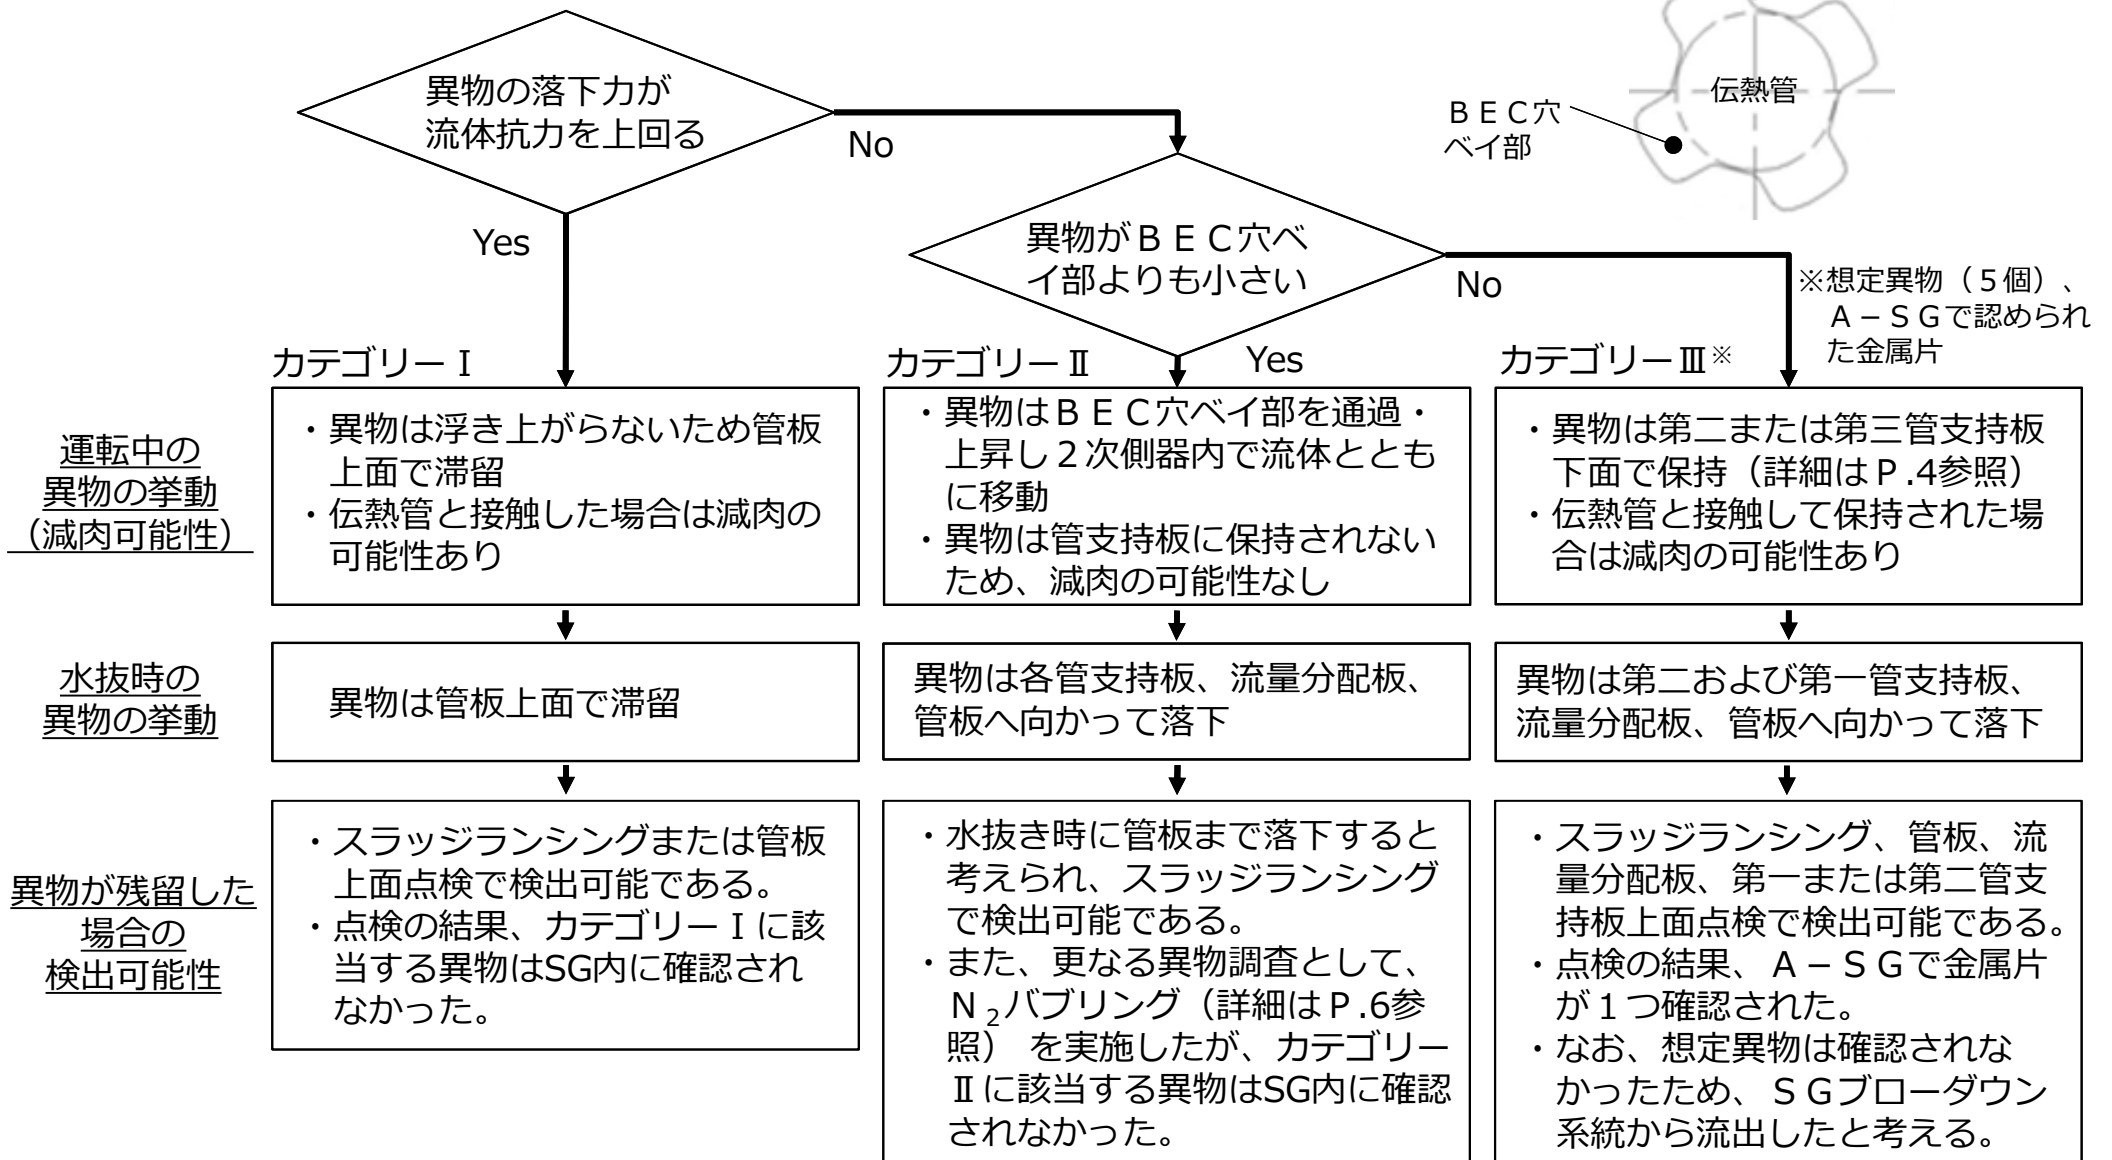 異物の落下力が
流体抗力を上回る
No
Yes
伝熱管
ＢＥＣ穴
ベイ部
異物がＢＥＣ穴ベ
イ部よりも小さい
No
Yes
※想定異物（５個）、
Ａ－ＳＧで認められ
た金属片
カテゴリーⅠ
カテゴリーⅡ
カテゴリーⅢ※
運転中の
異物の挙動
（減肉可能性）
・異物は浮き上がらないため管板
上面で滞留
・伝熱管と接触した場合は減肉の
可能性あり
・異物はＢＥＣ穴ベイ部を通過・
上昇し２次側器内で流体ととも
に移動
・異物は管支持板に保持されない
ため、減肉の可能性なし
・異物は第二または第三管支持板
下面で保持（詳細はＰ.4参照）
・伝熱管と接触して保持された場
合は減肉の可能性あり
水抜時の
異物の挙動
異物は管板上面で滞留
異物は各管支持板、流量分配板、
管板へ向かって落下
異物は第二および第一管支持板、
流量分配板、管板へ向かって落下
異物が残留した
場合の
検出可能性
・スラッジランシングまたは管板
上面点検で検出可能である。
・点検の結果、カテゴリーⅠに該
当する異物はSG内に確認され
なかった。
・水抜き時に管板まで落下すると
考えられ、スラッジランシング
で検出可能である。
・また、更なる異物調査として、
Ｎ₂バブリング（詳細はＰ.6参
照） を実施したが、カテゴリー
Ⅱに該当する異物はSG内に確認
されなかった。
・スラッジランシング、管板、流
量分配板、第一または第二管支
持板上面点検で検出可能である。
・点検の結果、Ａ－ＳＧで金属片
が１つ確認された。
・なお、想定異物は確認されな
かったため、ＳＧブローダウン
系統から流出したと考える。